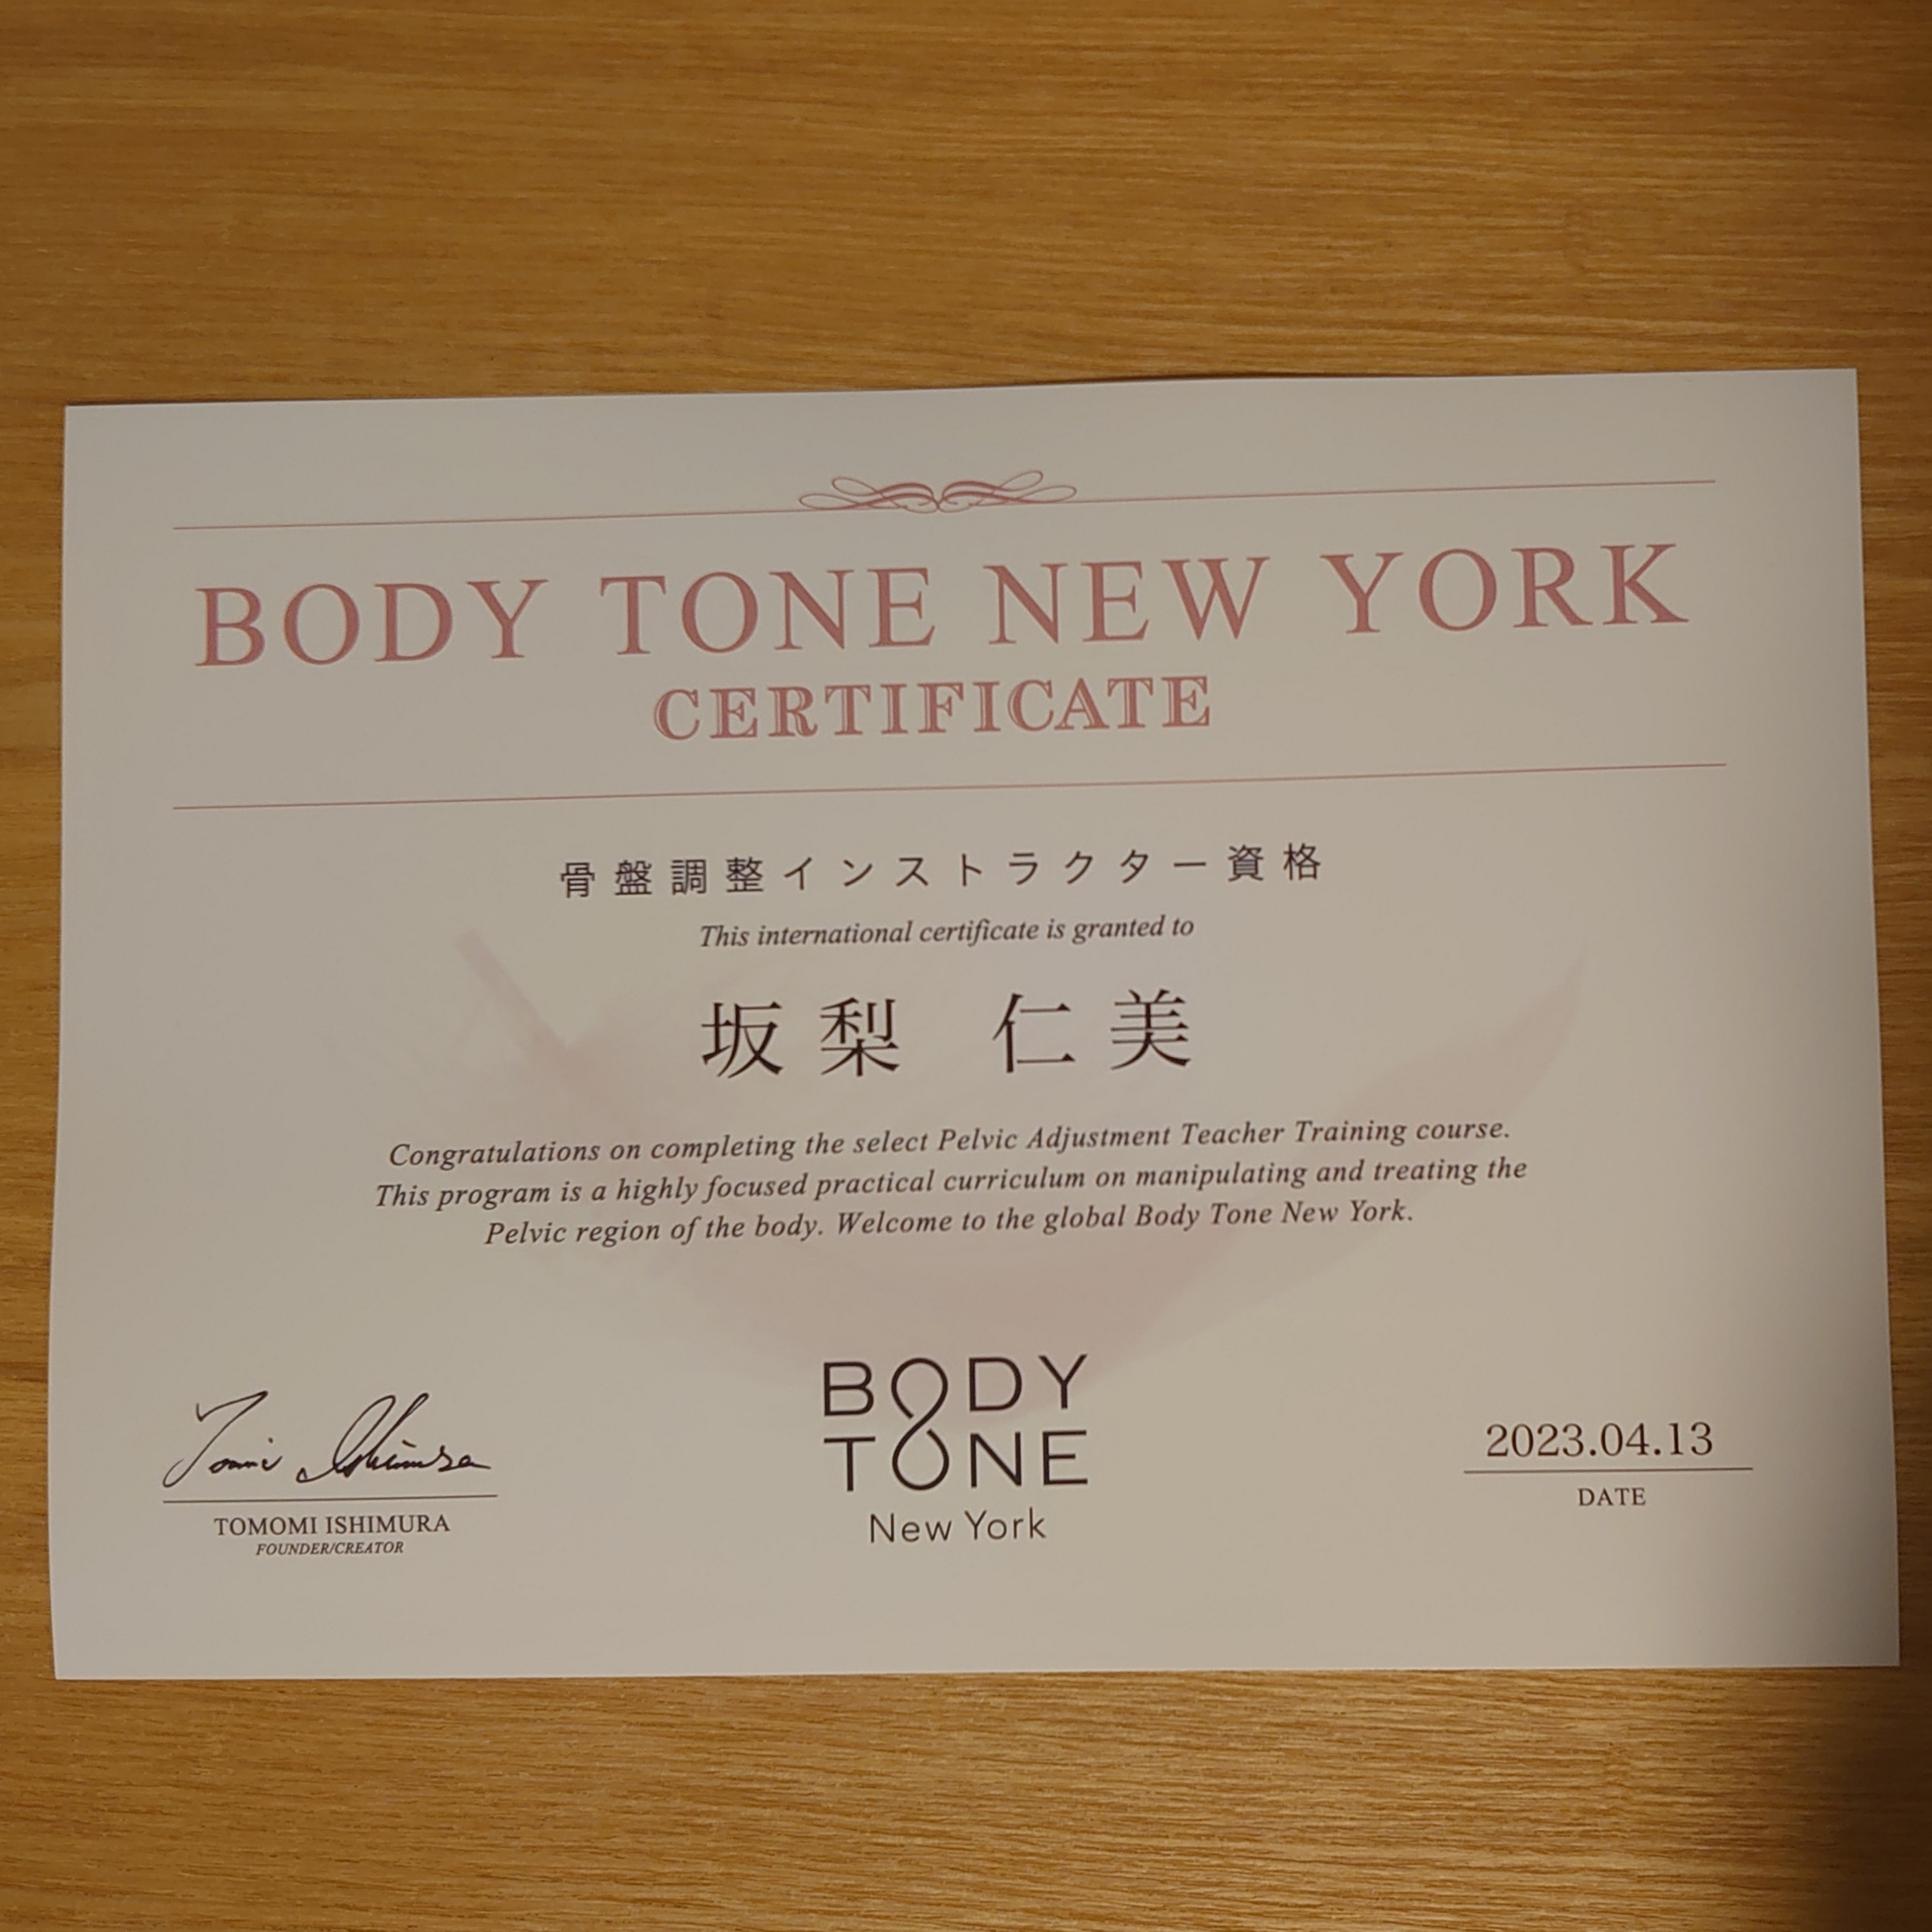 BODY TONE NEW YORK
CERTIFICATE
骨盤調整インストラクター資格
This international certificate is granted to
坂梨 仁美
Congratulations on completing the select Pelvic Adjustment Teacher Training course.
This program is a highly focused practical curriculum on manipulating and treating the
Pelvic region of the body. Welcome to the global Body Tone New York.
Tomomi Ishimura
TOMOMI ISHIMURA
FOUNDER/CREATOR
BODY
TONE
New York
2023.04.13
DATE